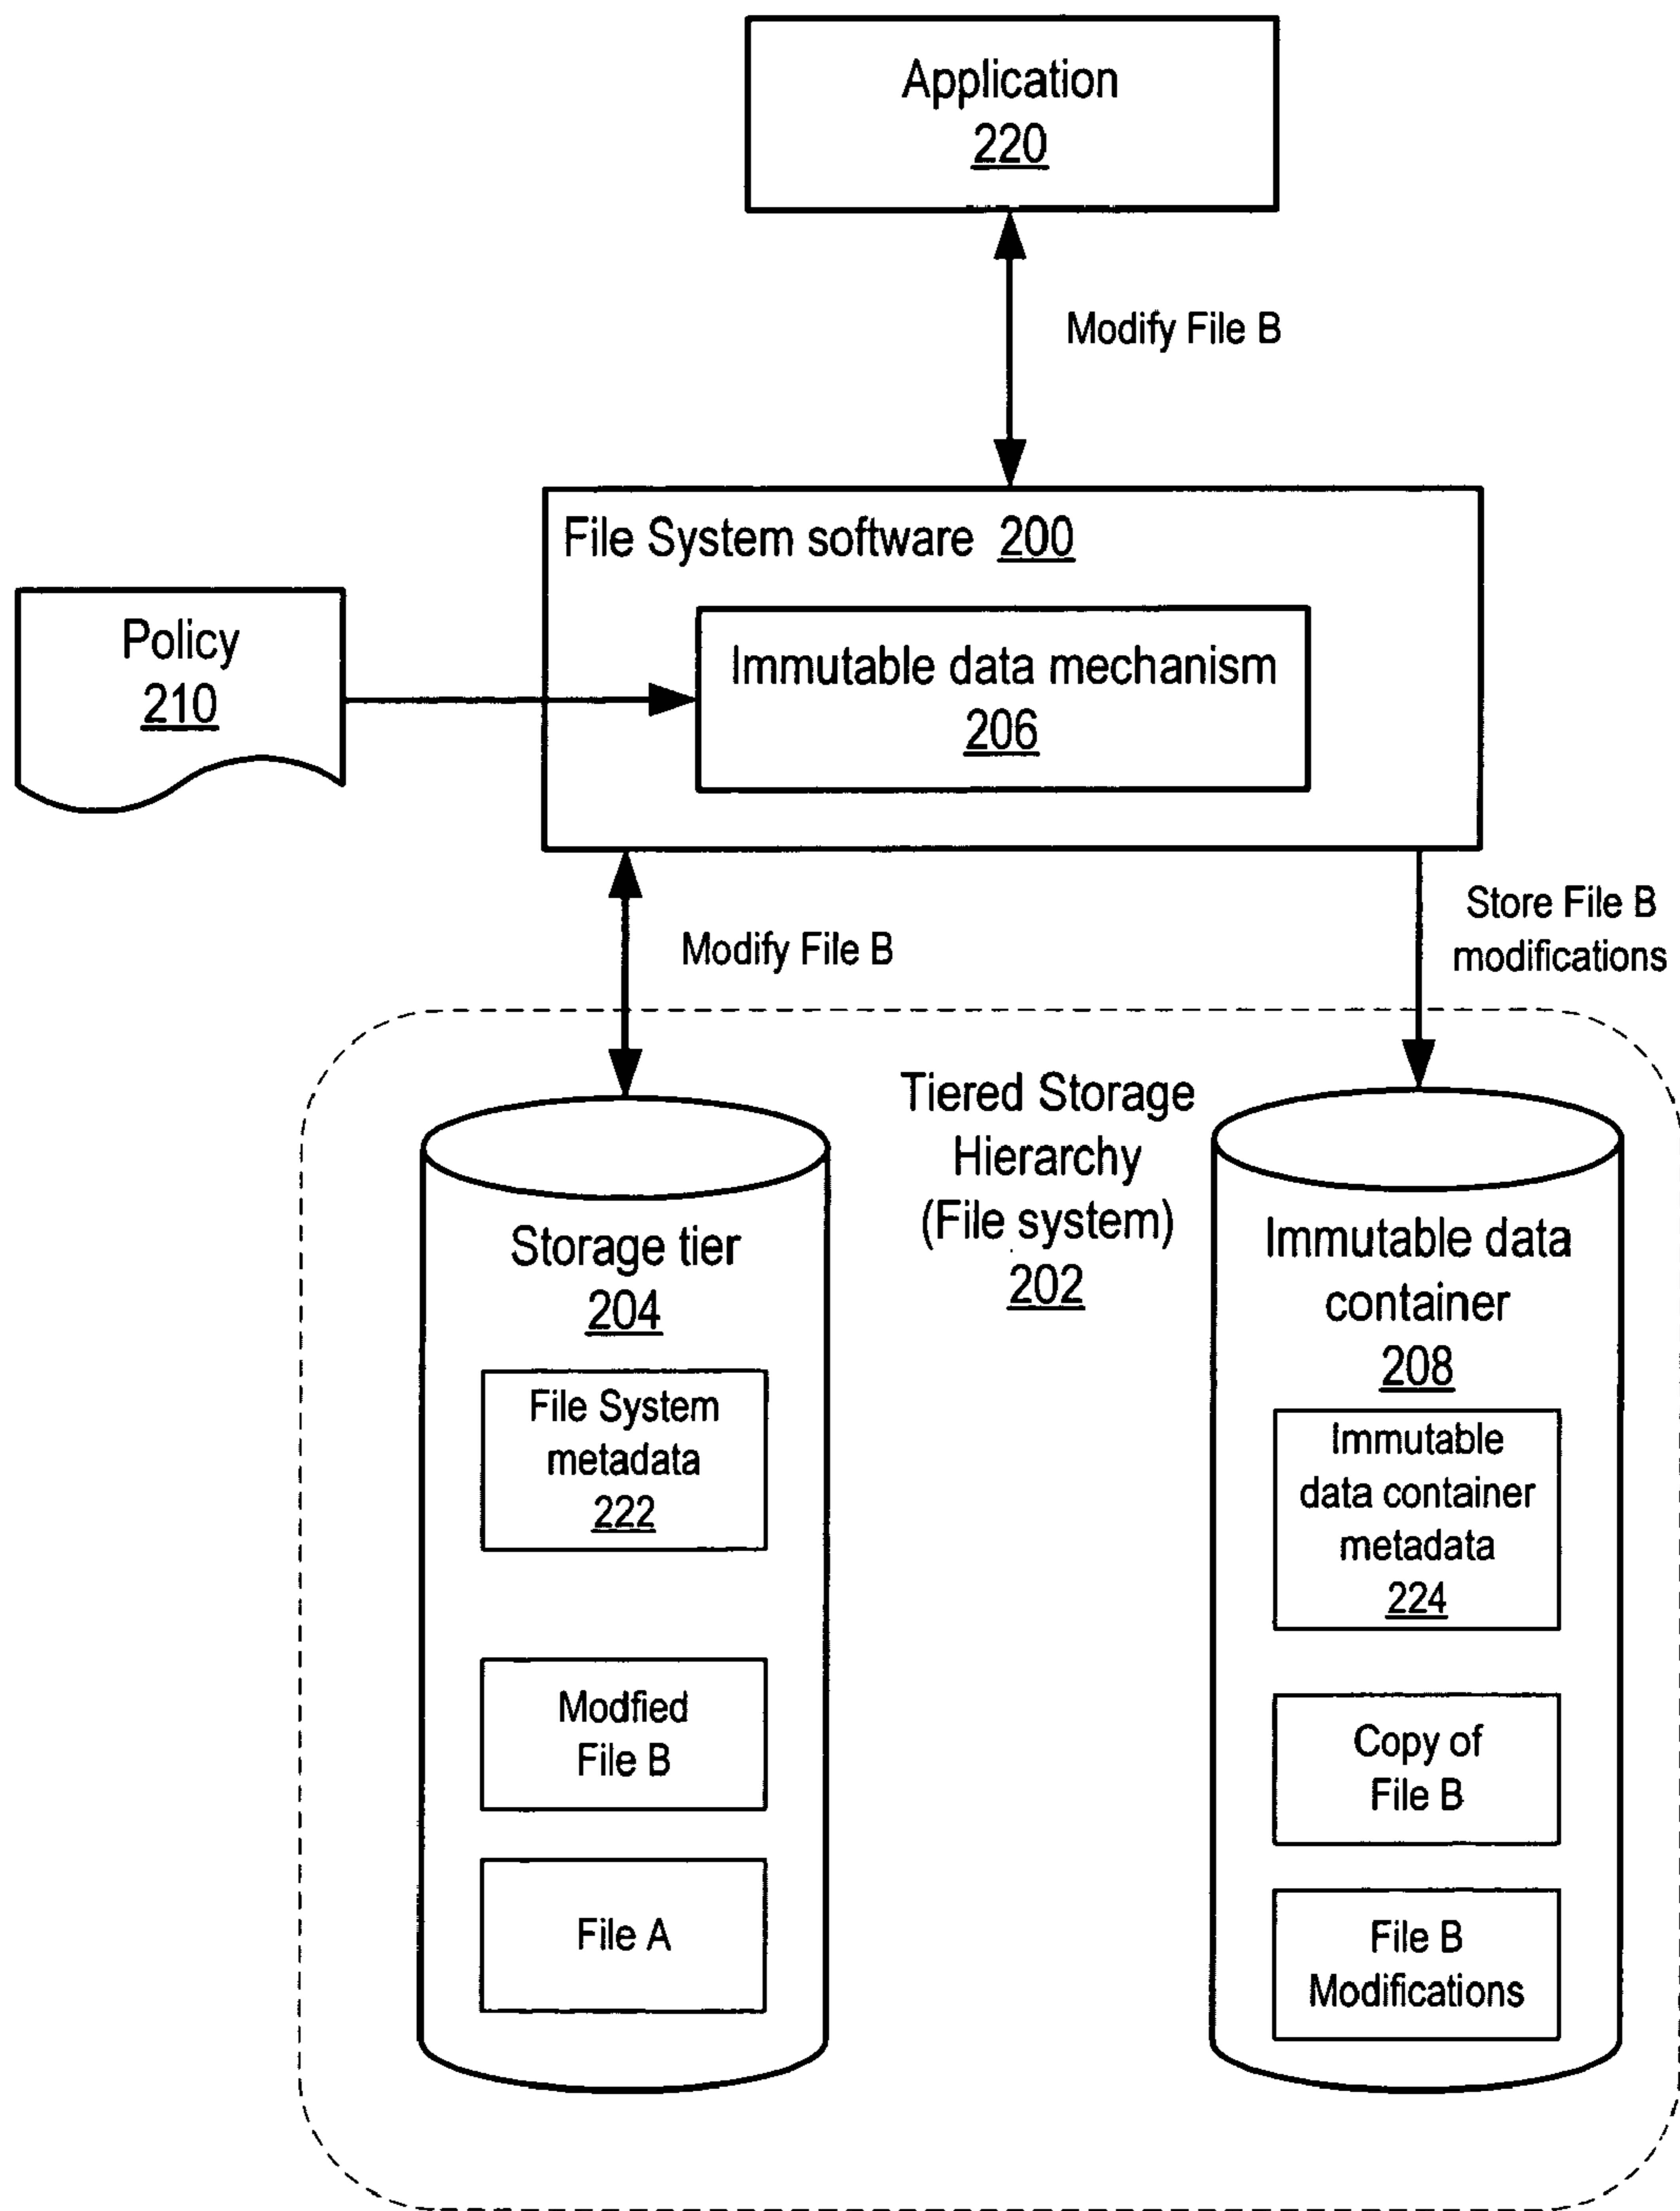 Application
220
Modify File B
File System software 200
Policy
210
Immutable data mechanism
206
Modify File B
Store File B
modifications
Tiered Storage
Hierarchy
(File system)
202
Storage tier
204
File System
metadata
222
Modfied
File B
File A
Immutable data
container
208
Immutable
data container
metadata
224
Copy of
File B
File B
Modifications